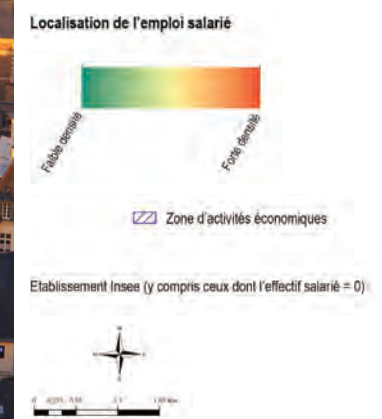 Localisation de l'emploi salarié
Faible densité
Forte densité
Zone d'activités économiques
Etablissement Insee (y compris ceux dont l'effectif salarié = 0)